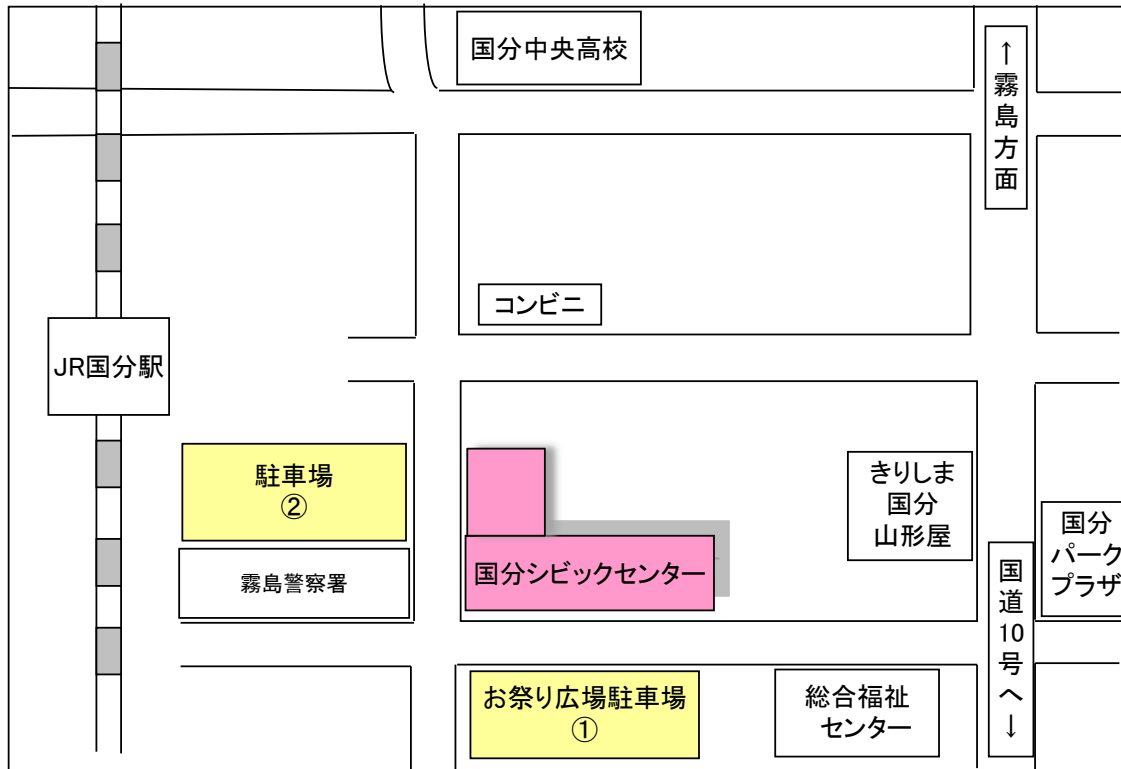 国分中央高校
↑霧島方面
コンビニ
JR国分駅
駐車場
②
きりしま
国分
山形屋
国分
パーク
プラザ
国分シビックセンター
霧島警察署
国道10号へ↓
お祭り広場駐車場
①
総合福祉
センター